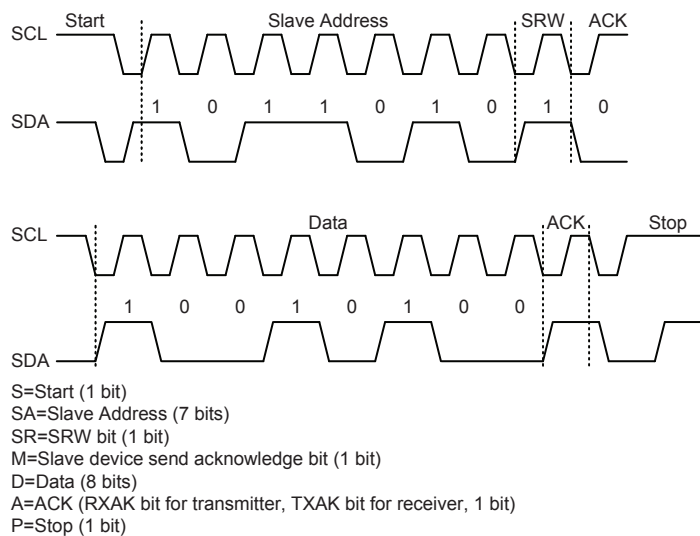 Start Slave Address SRW ACK
SCL
1 0 1 1 0 1 0 1 0
SDA
SCL Data ACK Stop
1 0 0 1 0 1 0 0
SDA
S=Start (1 bit)
SA=Slave Address (7 bits)
SR=SRW bit (1 bit)
M=Slave device send acknowledge bit (1 bit)
D=Data (8 bits)
A=ACK (RXAK bit for transmitter, TXAK bit for receiver, 1 bit)
P=Stop (1 bit)